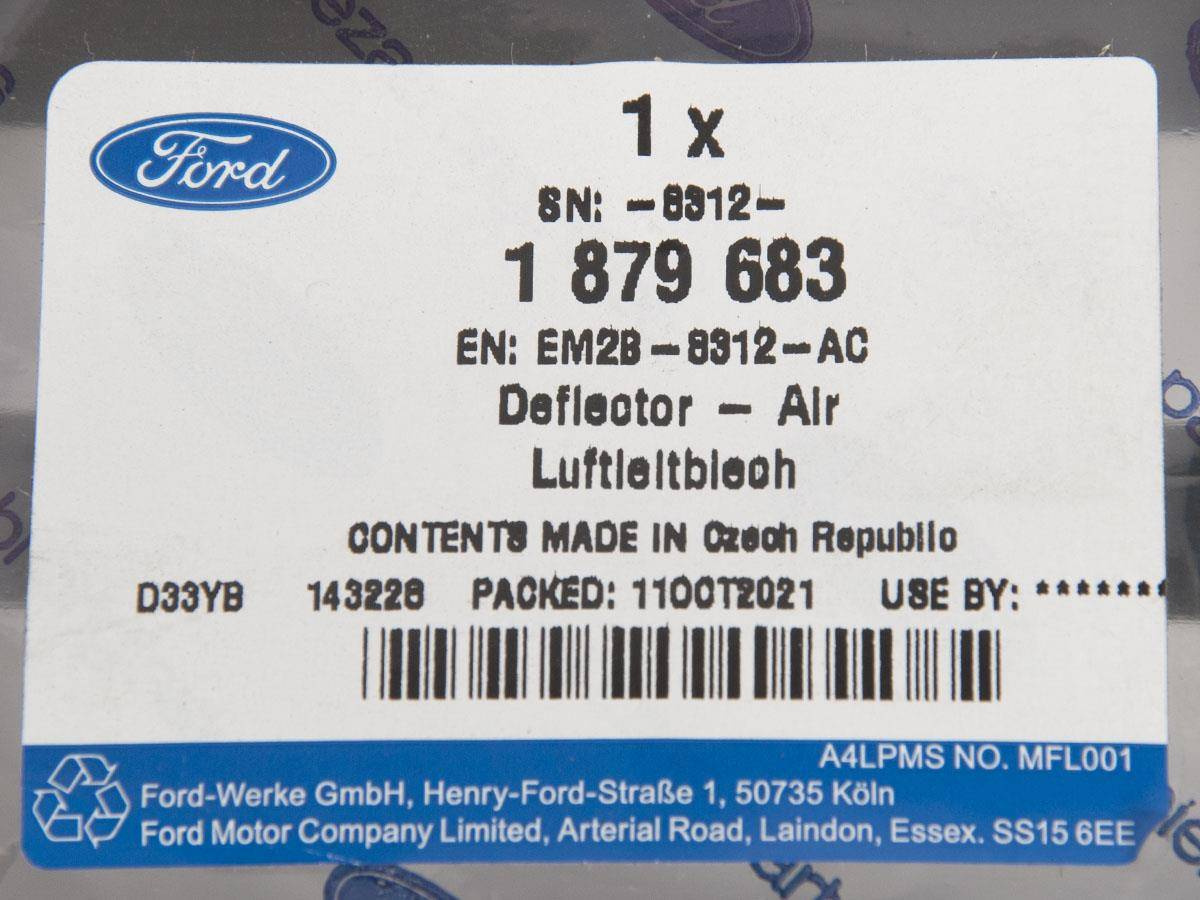 Ford
1 x
SN: -8312-
1 879 683
EN: EM2B-8312-AC
Deflector - Air
Luftleitblech
CONTENTS MADE IN Czech Republic
D33YB 143228 PACKED: 11OCT2021 USE BY: *******
A4LPMS NO. MFL001
Ford-Werke GmbH, Henry-Ford-Straße 1, 50735 Köln
Ford Motor Company Limited, Arterial Road, Laindon, Essex. SS15 6EE